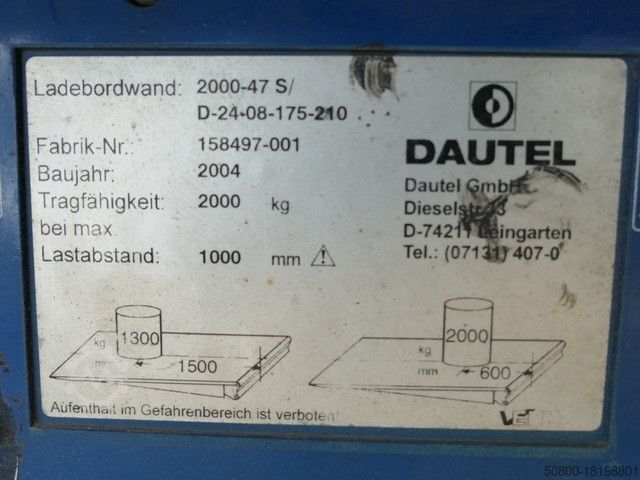 Ladebordwand: 2000-47 S/
D-24-08-175-210
Fabrik-Nr.: 158497-001
Baujahr: 2004
Tragfähigkeit: 2000 kg
bei max.
Lastabstand: 1000 mm
DAUTEL
Dautel GmbH
Dieselstr. 33
D-74211 Leingarten
Tel.: (07131) 407-0
1300
kg
mm 1500
2000
kg
mm 600
Aufenthalt im Gefahrenbereich ist verboten!
50800-18198801